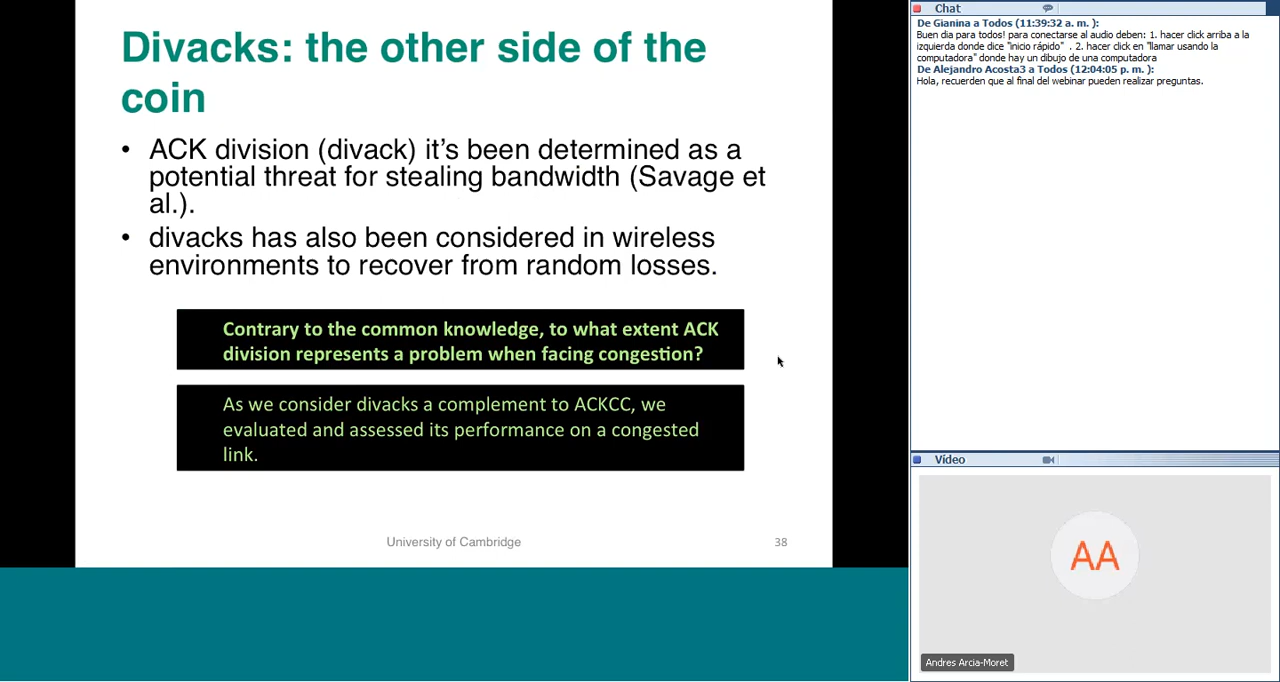 Divacks: the other side of the
coin
• ACK division (divack) it’s been determined as a
potential threat for stealing bandwidth (Savage et
al.).
• divacks has also been considered in wireless
environments to recover from random losses.
Contrary to the common knowledge, to what extent ACK
division represents a problem when facing congestion?
As we consider divacks a complement to ACKCC, we
evaluated and assessed its performance on a congested
link.
University of Cambridge
38
Chat
De Gianina a Todos (11:39:32 a. m. ):
Buen dia para todos! para conectarse al audio deben: 1. hacer click arriba a la
izquierda donde dice "inicio rápido" . 2. hacer click en "llamar usando la
computadora" donde hay un dibujo de una computadora
De Alejandro Acosta3 a Todos (12:04:05 p. m. ):
Hola, recuerden que al final del webinar pueden realizar preguntas.
Vídeo
AA
Andres Arcia-Moret